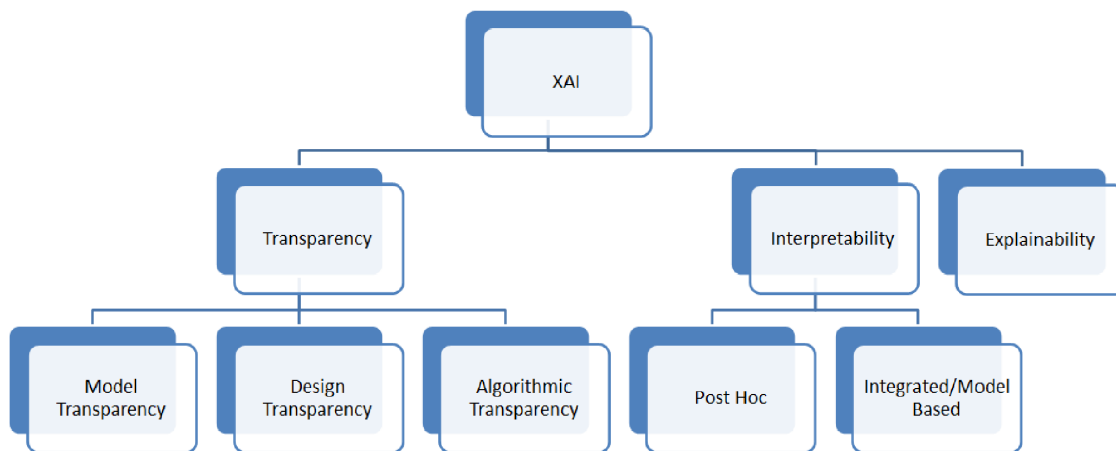 XAI
Transparency
Interpretability
Explainability
Model
Transparency
Design
Transparency
Algorithmic
Transparency
Post Hoc
Integrated/Model
Based